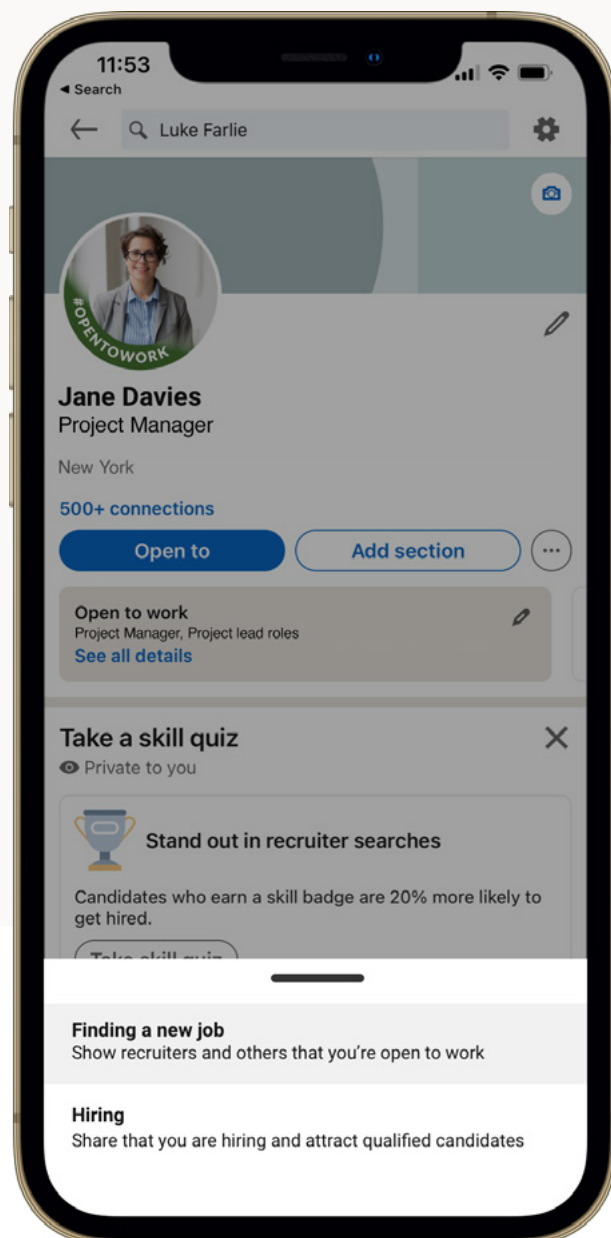 11:53
Search
Luke Farlie
#OPENTOWORK
Jane Davies
Project Manager
New York
500+ connections
Open to
Add section
Open to work
Project Manager, Project lead roles
See all details
Take a skill quiz
Private to you
Stand out in recruiter searches
Candidates who earn a skill badge are 20% more likely to
get hired.
Take skill quiz
Finding a new job
Show recruiters and others that you’re open to work
Hiring
Share that you are hiring and attract qualified candidates